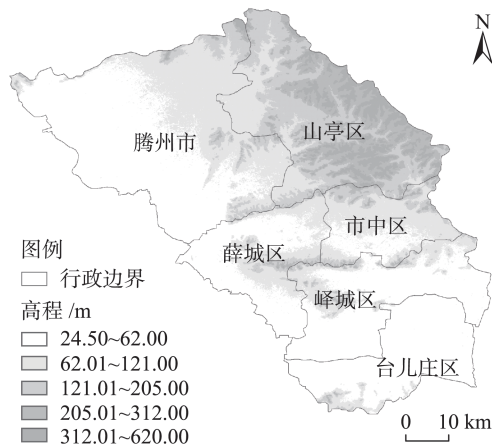 N
腾州市
山亭区
市中区
薛城区
峄城区
台儿庄区
图例
行政边界
高程 /m
24.50~62.00
62.01~121.00
121.01~205.00
205.01~312.00
312.01~620.00
0 10 km